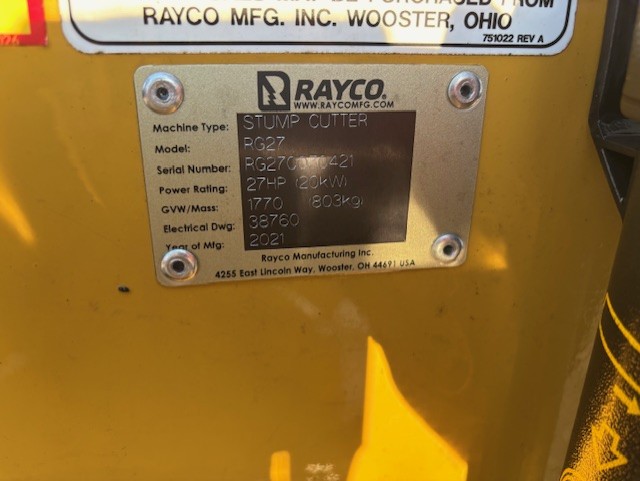 BE PURCHASED FROM
RAYCO MFG. INC. WOOSTER, OHIO
751022 REV A
RAYCO
WWW.RAYCOMFG.COM
Machine Type: STUMP CUTTER
Model: RG27
Serial Number:
Power Rating: 27HP (20kW)
GVW/Mass: 1770 (803kg)
Electrical Dwg: 38760
Year of Mfg: 2021
Rayco Manufacturing Inc.
4255 East Lincoln Way, Wooster, OH 44691 USA